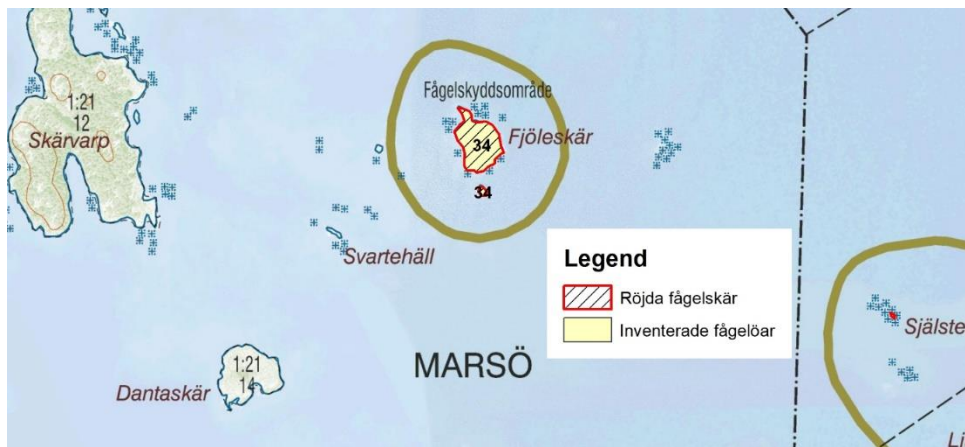 Fågelskyddsområde
1:21
12
Skärvarp
34
Fjöleskär
34
Svartehäll
Legend
Röjda fågelskär
Inventerade fågelöar
Själste
1:21
14
MARSÖ
Dantaskär